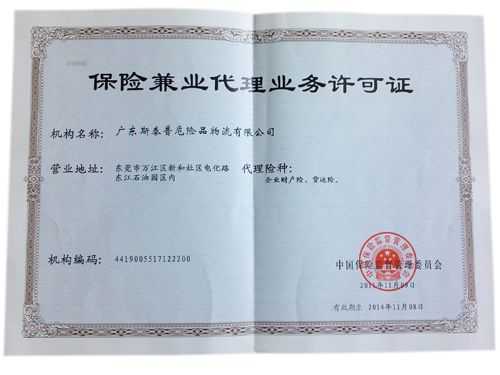 保险兼业代理业务许可证
机构名称：
广东斯泰普危险品物流有限公司
营业地址：
东莞市万江区新和社区电化路
东江石油园区内
代理险种：
企业财产险、货运险。
机构编码：
4419005517122200
中国保险监督管理委员会
2011年11月09日
有效期至 2014年11月08日